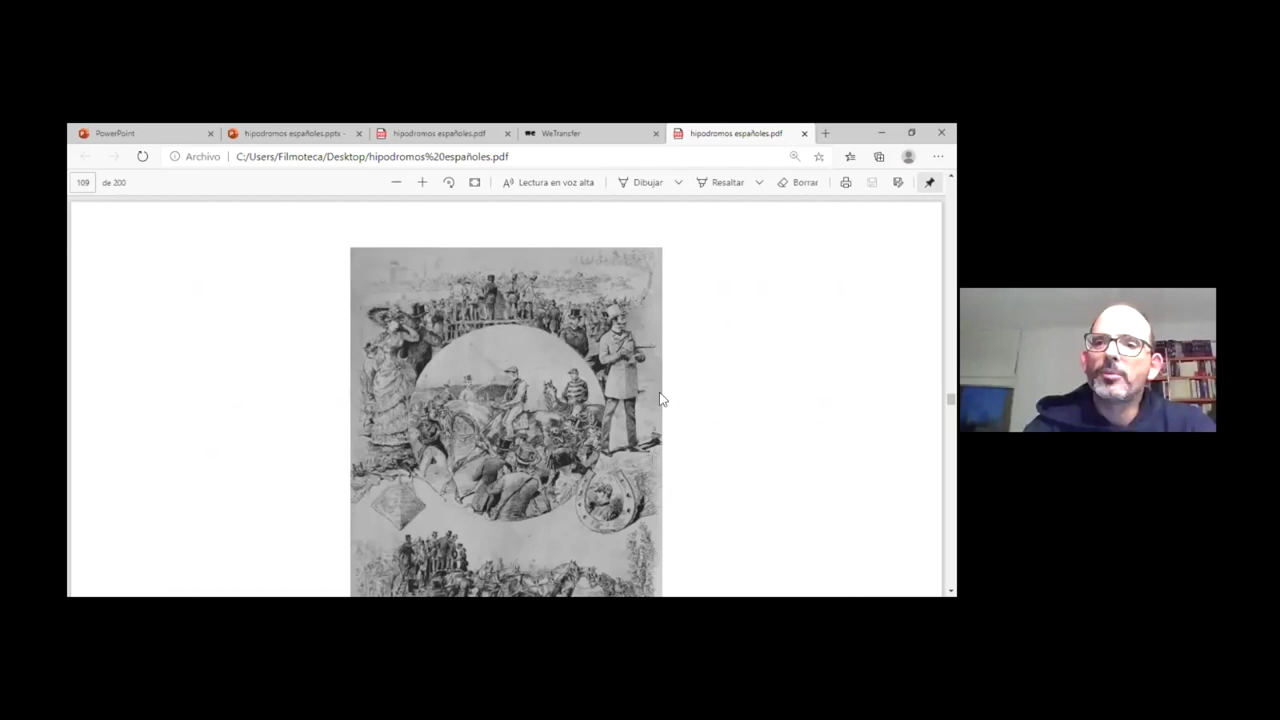 PowerPoint
hipodromos españoles.pptx -
hipodromos españoles.pdf
WeTransfer
hipodromos españoles.pdf
Archivo C:/Users/Filmoteca/Desktop/hipodromos%20españoles.pdf
109 de 200 Lectura en voz alta Dibujar Resaltar Borrar